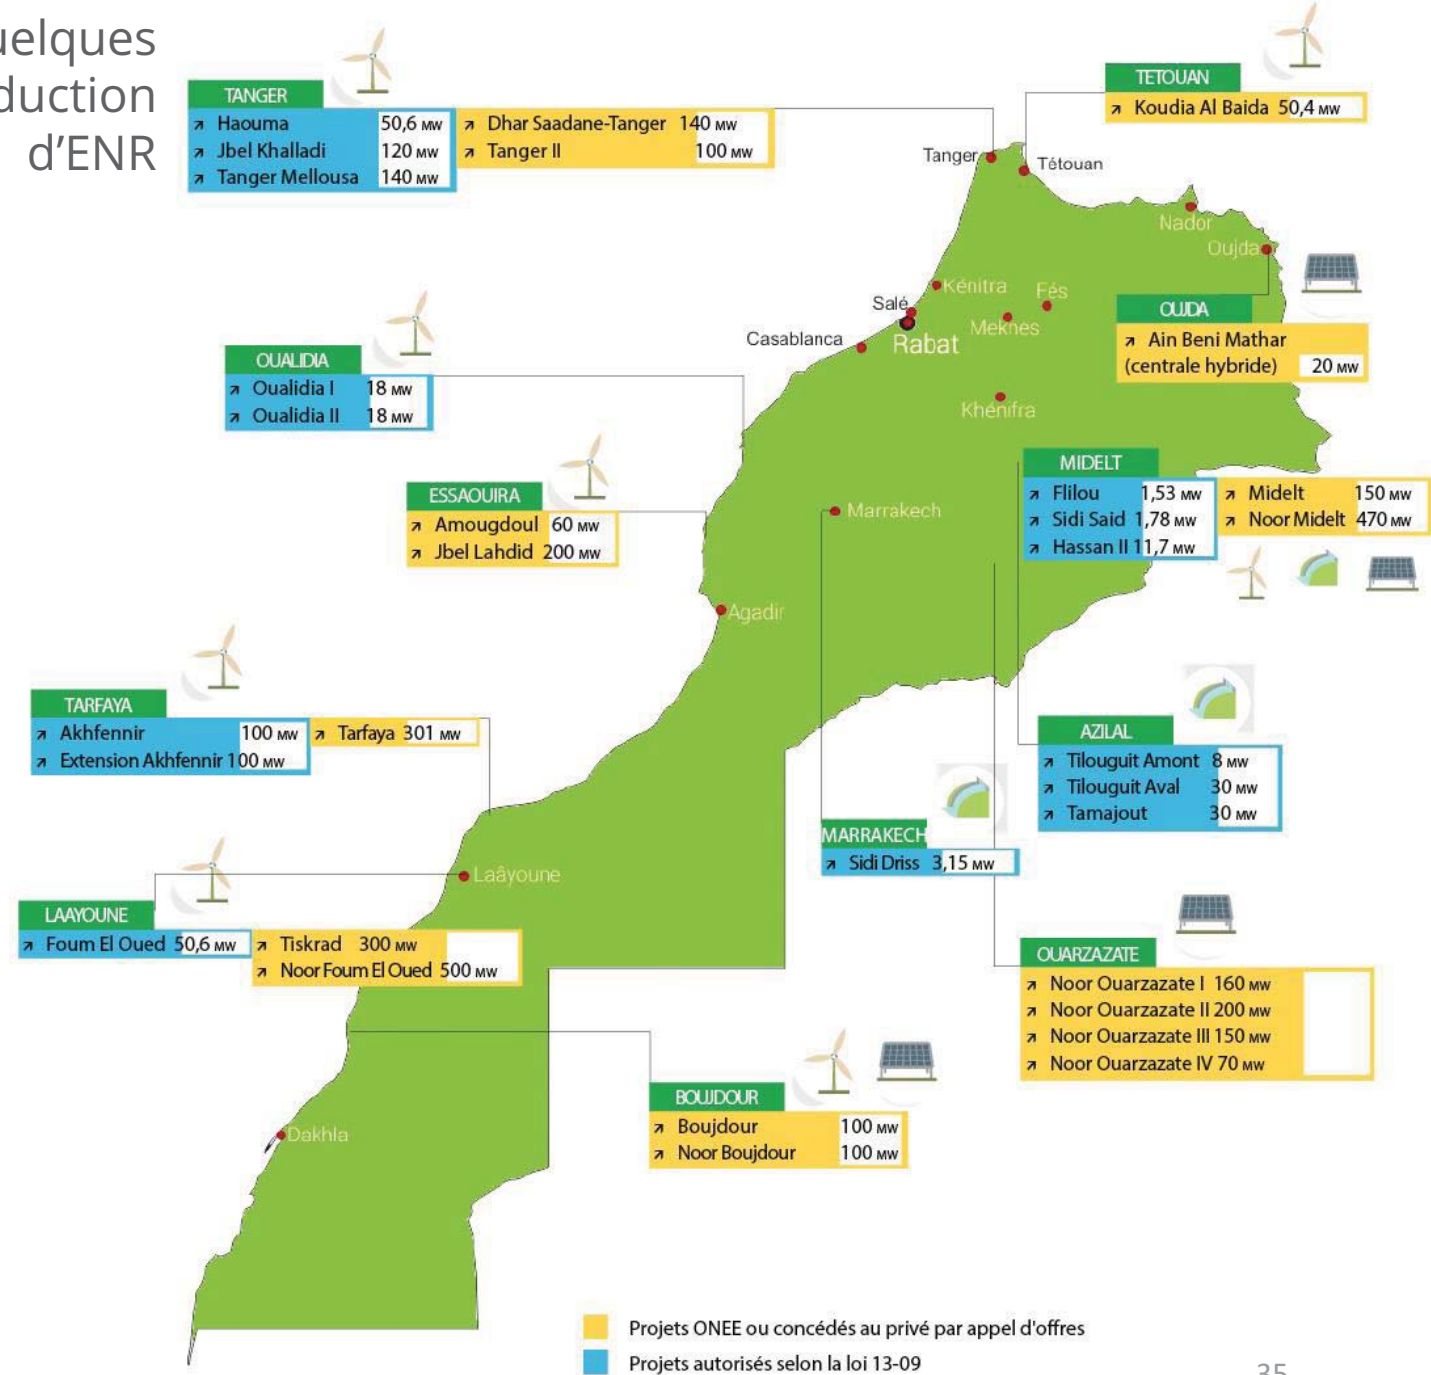 d'ENR
TANGER
Haouma 50,6 MW
Jbel Khalladi 120 MW
Tanger Mellousa 140 MW
Dhar Saadane-Tanger 140 MW
Tanger II 100 MW
TETOUAN
Koudia Al Baida 50,4 MW
Tanger
Tétouan
Nador
Oujda
Kénitra
Fés
Salé
Meknes
Rabat
Casablanca
Khénifra
OUJDA
Ain Beni Mathar
(centrale hybride) 20 MW
OUALIDIA
Oualidia I 18 MW
Oualidia II 18 MW
ESSAOUIRA
Amougdoul 60 MW
Jbel Lahdid 200 MW
Marrakech
Agadir
MIDELT
Flilou 1,53 MW
Sidi Said 1,78 MW
Hassan II 11,7 MW
Midelt 150 MW
Noor Midelt 470 MW
TARFAYA
Akhfennir 100 MW
Extension Akhfennir 100 MW
Tarfaya 301 MW
AZILAL
Tilouguit Amont 8 MW
Tilouguit Aval 30 MW
Tamajout 30 MW
MARRAKECH
Sidi Driss 3,15 MW
Laâyoune
LAAYOUNE
Foum El Oued 50,6 MW
Tiskrad 300 MW
Noor Foum El Oued 500 MW
OUARZAZATE
Noor Ouarzazate I 160 MW
Noor Ouarzazate II 200 MW
Noor Ouarzazate III 150 MW
Noor Ouarzazate IV 70 MW
BOUJDOUR
Boujdour 100 MW
Noor Boujdour 100 MW
Dakhla
Projets ONEE ou concédés au privé par appel d'offres
Projets autorisés selon la loi 13-09
35